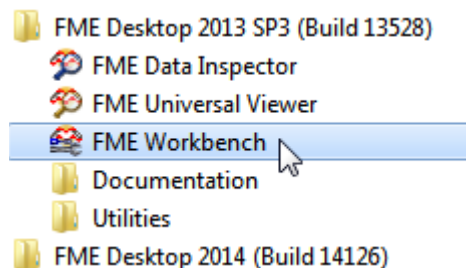 FME Desktop 2013 SP3 (Build 13528)
FME Data Inspector
FME Universal Viewer
FME Workbench
Documentation
Utilities
FME Desktop 2014 (Build 14126)